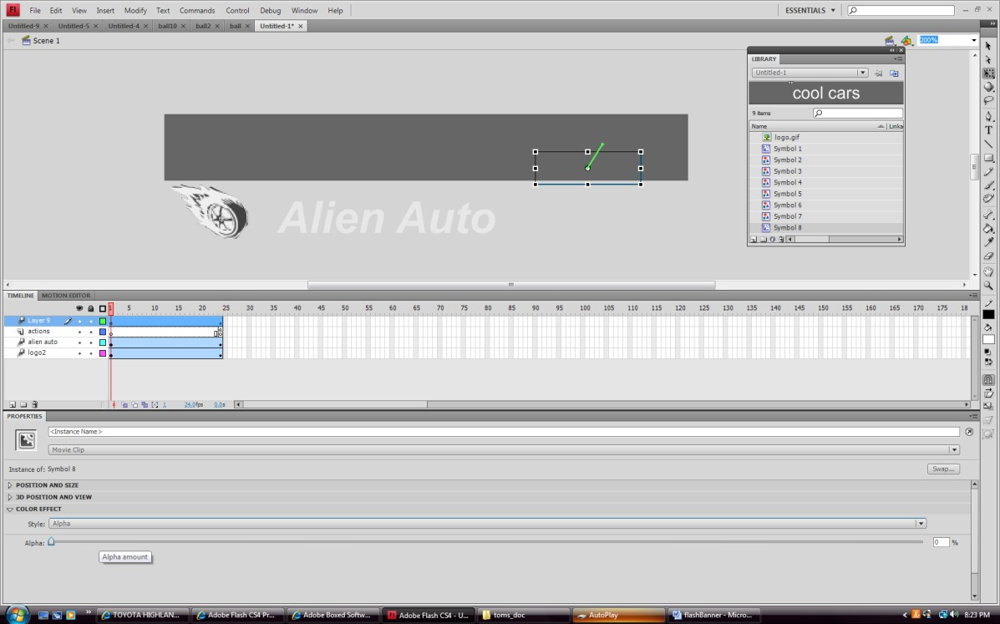 Fl File Edit View Insert Modify Text Commands Control Debug Window Help ESSENTIALS
Untitled-9 × Untitled-5 × Untitled-4 × ball10 × ball2 × ball × Untitled-1* ×
Scene 1 200%
LIBRARY
Untitled-1
cool cars
9 items
Name Linka
logo.gif
Symbol 1
Symbol 2
Symbol 3
Symbol 4
Symbol 5
Symbol 6
Symbol 7
Symbol 8
Alien Auto
TIMELINE MOTION EDITOR
1 5 10 15 20 25 30 35 40 45 50 55 60 65 70 75 80 85 90 95 100 105 110 115 120 125 130 135 140 145 150 155 160 165 170 175 18
Layer 9
actions
alien auto
logo2
1 24.0fps 0.0s
PROPERTIES
<Instance Name>
Movie Clip
Instance of: Symbol 8 Swap...
POSITION AND SIZE
3D POSITION AND VIEW
COLOR EFFECT
Style: Alpha
Alpha: 0 %
Alpha amount
TOYOTA HIGHLAN... Adobe Flash CS4 Pr... Adobe Boxed Softw... Adobe Flash CS4 - U... toms_doc AutoPlay flashBanner - Micro... 8:23 PM